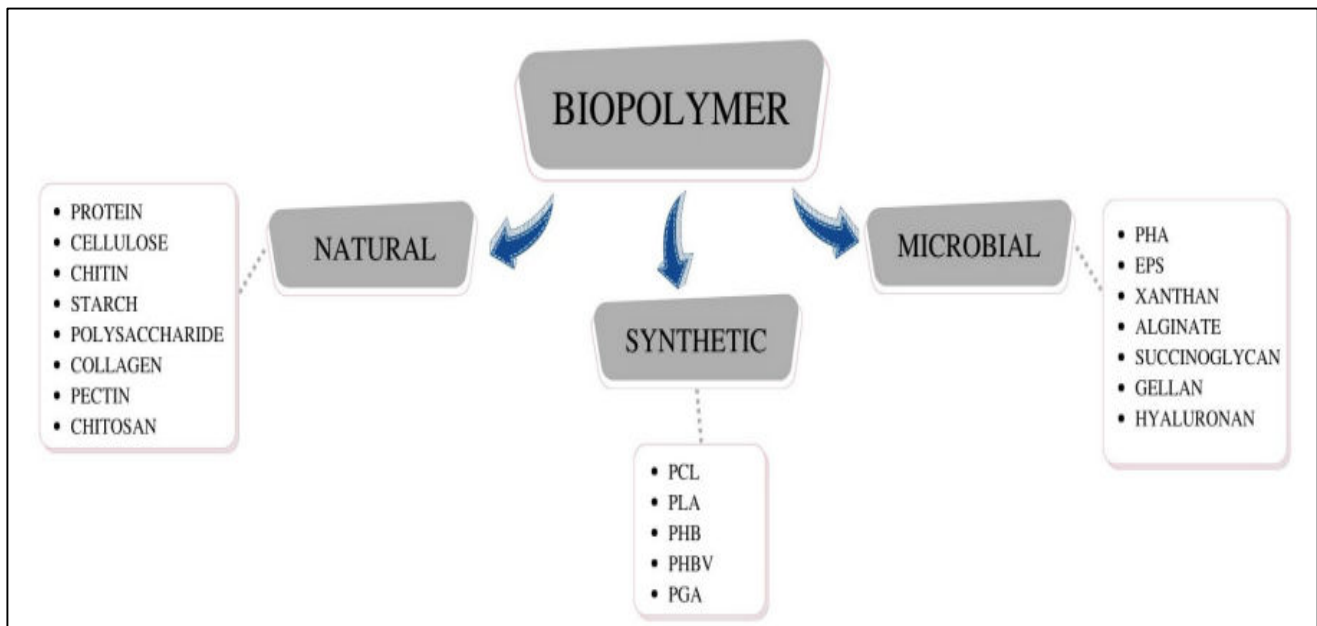 BIOPOLYMER
NATURAL
• PROTEIN
• CELLULOSE
• CHITIN
• STARCH
• POLYSACCHARIDE
• COLLAGEN
• PECTIN
• CHITOSAN
SYNTHETIC
• PCL
• PLA
• PHB
• PHBV
• PGA
MICROBIAL
• PHA
• EPS
• XANTHAN
• ALGINATE
• SUCCINOGLYCAN
• GELLAN
• HYALURONAN